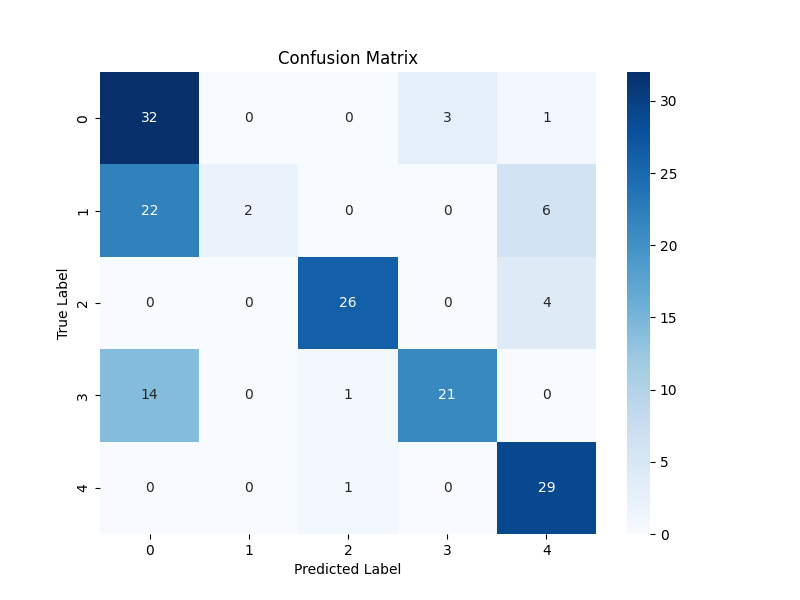 Confusion Matrix
True Label
0 32 0 0 3 1
1 22 2 0 0 6
2 0 0 26 0 4
3 14 0 1 21 0
4 0 0 1 0 29
0 1 2 3 4
Predicted Label
30
25
20
15
10
5
0